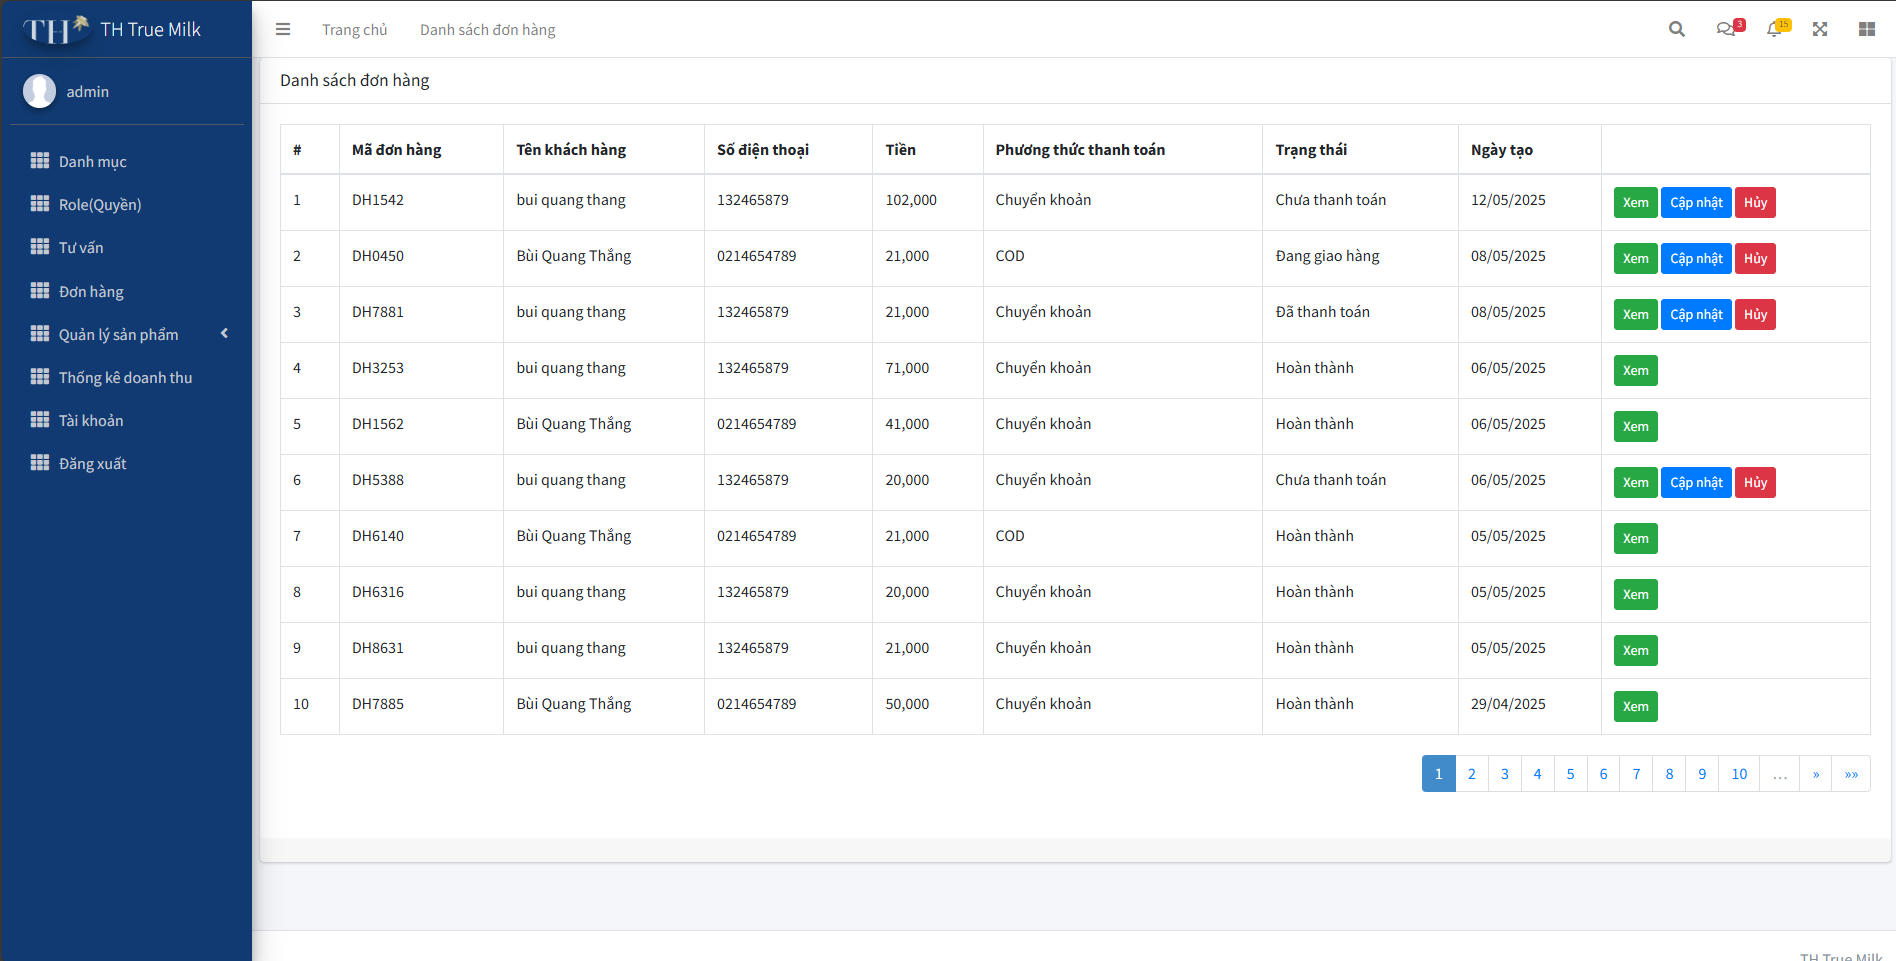 TH TH True Milk
Trang chủ Danh sách đơn hàng 3 15
Danh sách đơn hàng
admin
Danh mục
Role(Quyền)
Tư vấn
Đơn hàng
Quản lý sản phẩm
Thống kê doanh thu
Tài khoản
Đăng xuất
# Mã đơn hàng Tên khách hàng Số điện thoại Tiền Phương thức thanh toán Trạng thái Ngày tạo
1 DH1542 bui quang thang 132465879 102,000 Chuyển khoản Chưa thanh toán 12/05/2025 Xem Cập nhật Hủy
2 DH0450 Bùi Quang Thắng 0214654789 21,000 COD Đang giao hàng 08/05/2025 Xem Cập nhật Hủy
3 DH7881 bui quang thang 132465879 21,000 Chuyển khoản Đã thanh toán 08/05/2025 Xem Cập nhật Hủy
4 DH3253 bui quang thang 132465879 71,000 Chuyển khoản Hoàn thành 06/05/2025 Xem
5 DH1562 Bùi Quang Thắng 0214654789 41,000 Chuyển khoản Hoàn thành 06/05/2025 Xem
6 DH5388 bui quang thang 132465879 20,000 Chuyển khoản Chưa thanh toán 06/05/2025 Xem Cập nhật Hủy
7 DH6140 Bùi Quang Thắng 0214654789 21,000 COD Hoàn thành 05/05/2025 Xem
8 DH6316 bui quang thang 132465879 20,000 Chuyển khoản Hoàn thành 05/05/2025 Xem
9 DH8631 bui quang thang 132465879 21,000 Chuyển khoản Hoàn thành 05/05/2025 Xem
10 DH7885 Bùi Quang Thắng 0214654789 50,000 Chuyển khoản Hoàn thành 29/04/2025 Xem
1 2 3 4 5 6 7 8 9 10 ... » »»
TH True Milk